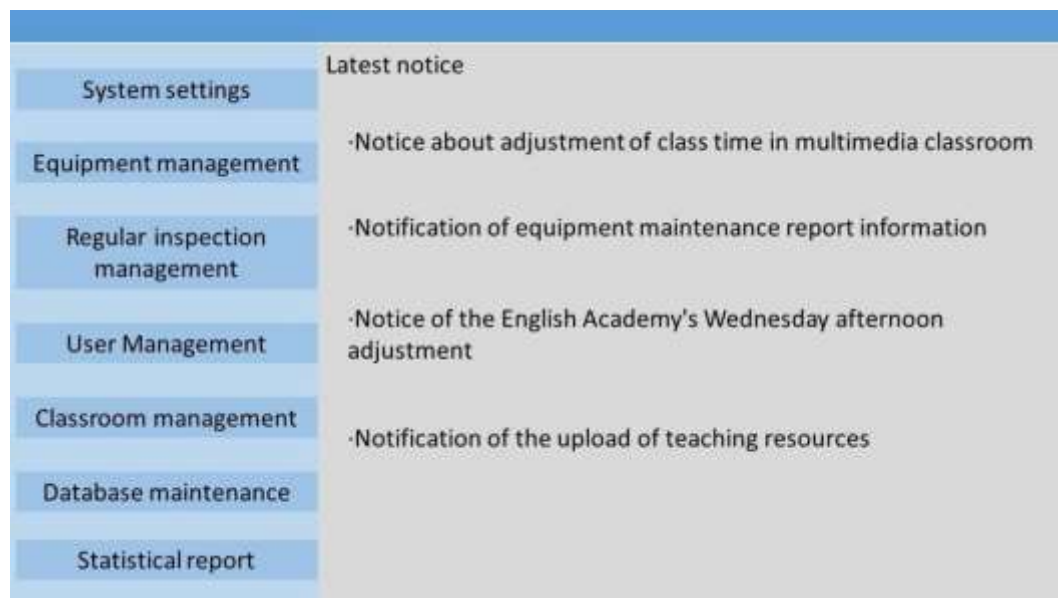 System settings
Equipment management
Regular inspection
management
User Management
Classroom management
Database maintenance
Statistical report
Latest notice
·Notice about adjustment of class time in multimedia classroom
·Notification of equipment maintenance report information
·Notice of the English Academy's Wednesday afternoon
adjustment
·Notification of the upload of teaching resources